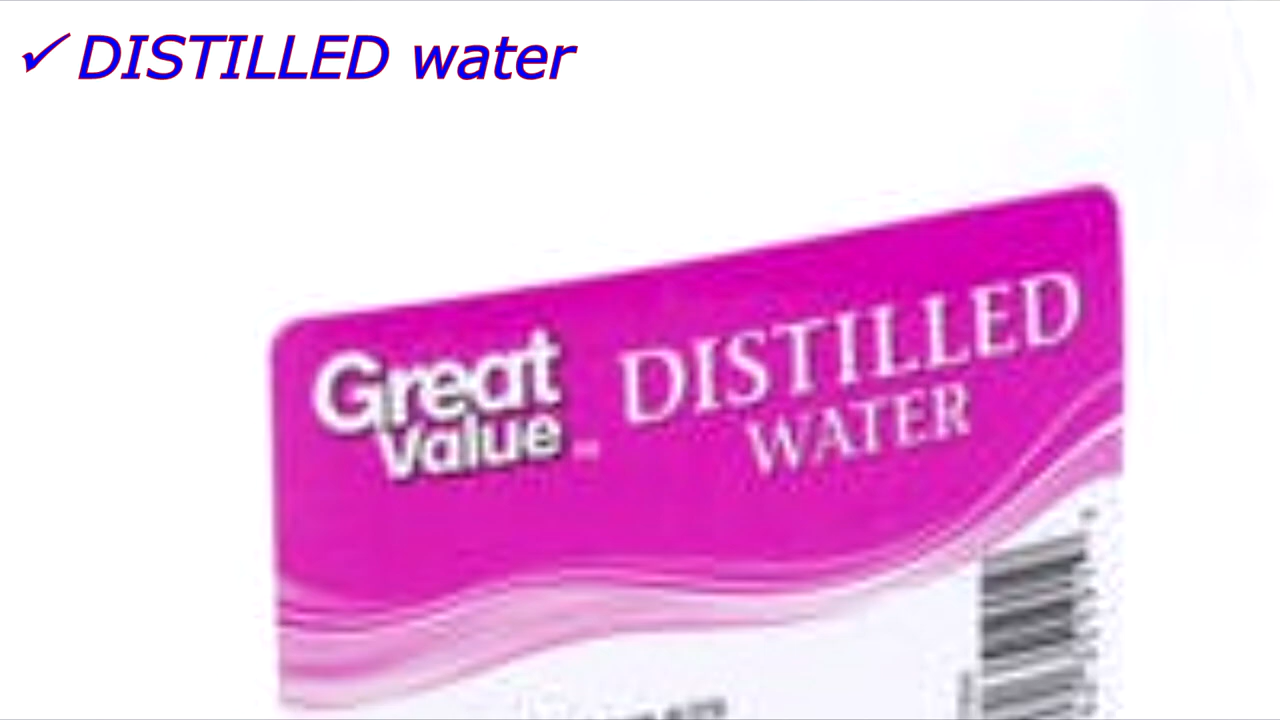 ✓ DISTILLED water
Great
Value
DISTILLED
WATER